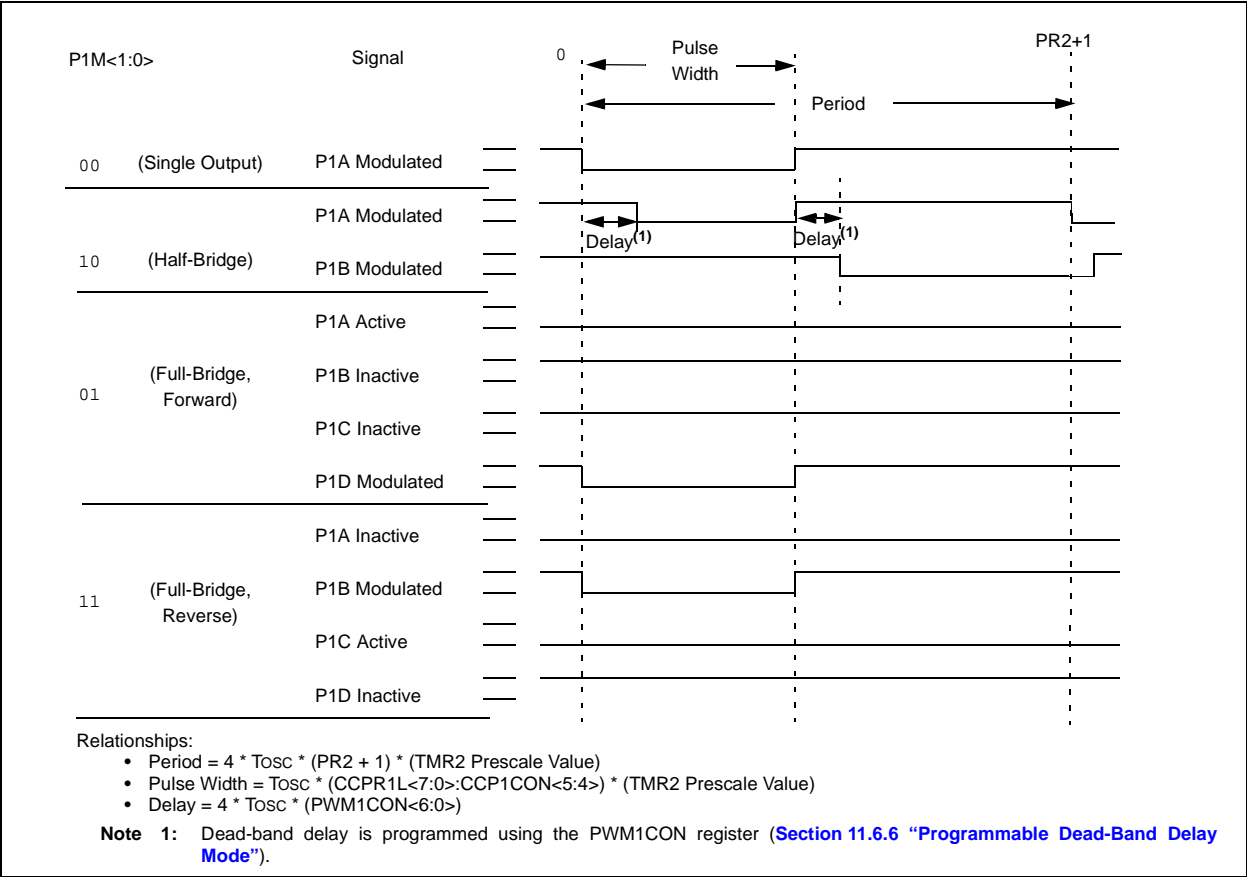 P1M<1:0>
Signal
0
Pulse
Width
PR2+1
Period
00 (Single Output) P1A Modulated
P1A Modulated
Delay(1) Delay(1)
10 (Half-Bridge) P1B Modulated
P1A Active
01 (Full-Bridge,
Forward)
P1B Inactive
P1C Inactive
P1D Modulated
P1A Inactive
11 (Full-Bridge,
Reverse)
P1B Modulated
P1C Active
P1D Inactive
Relationships:
• Period = 4 * TOSC * (PR2 + 1) * (TMR2 Prescale Value)
• Pulse Width = TOSC * (CCPR1L<7:0>:CCP1CON<5:4>) * (TMR2 Prescale Value)
• Delay = 4 * TOSC * (PWM1CON<6:0>)
Note 1: Dead-band delay is programmed using the PWM1CON register (Section 11.6.6 “Programmable Dead-Band Delay
Mode”).